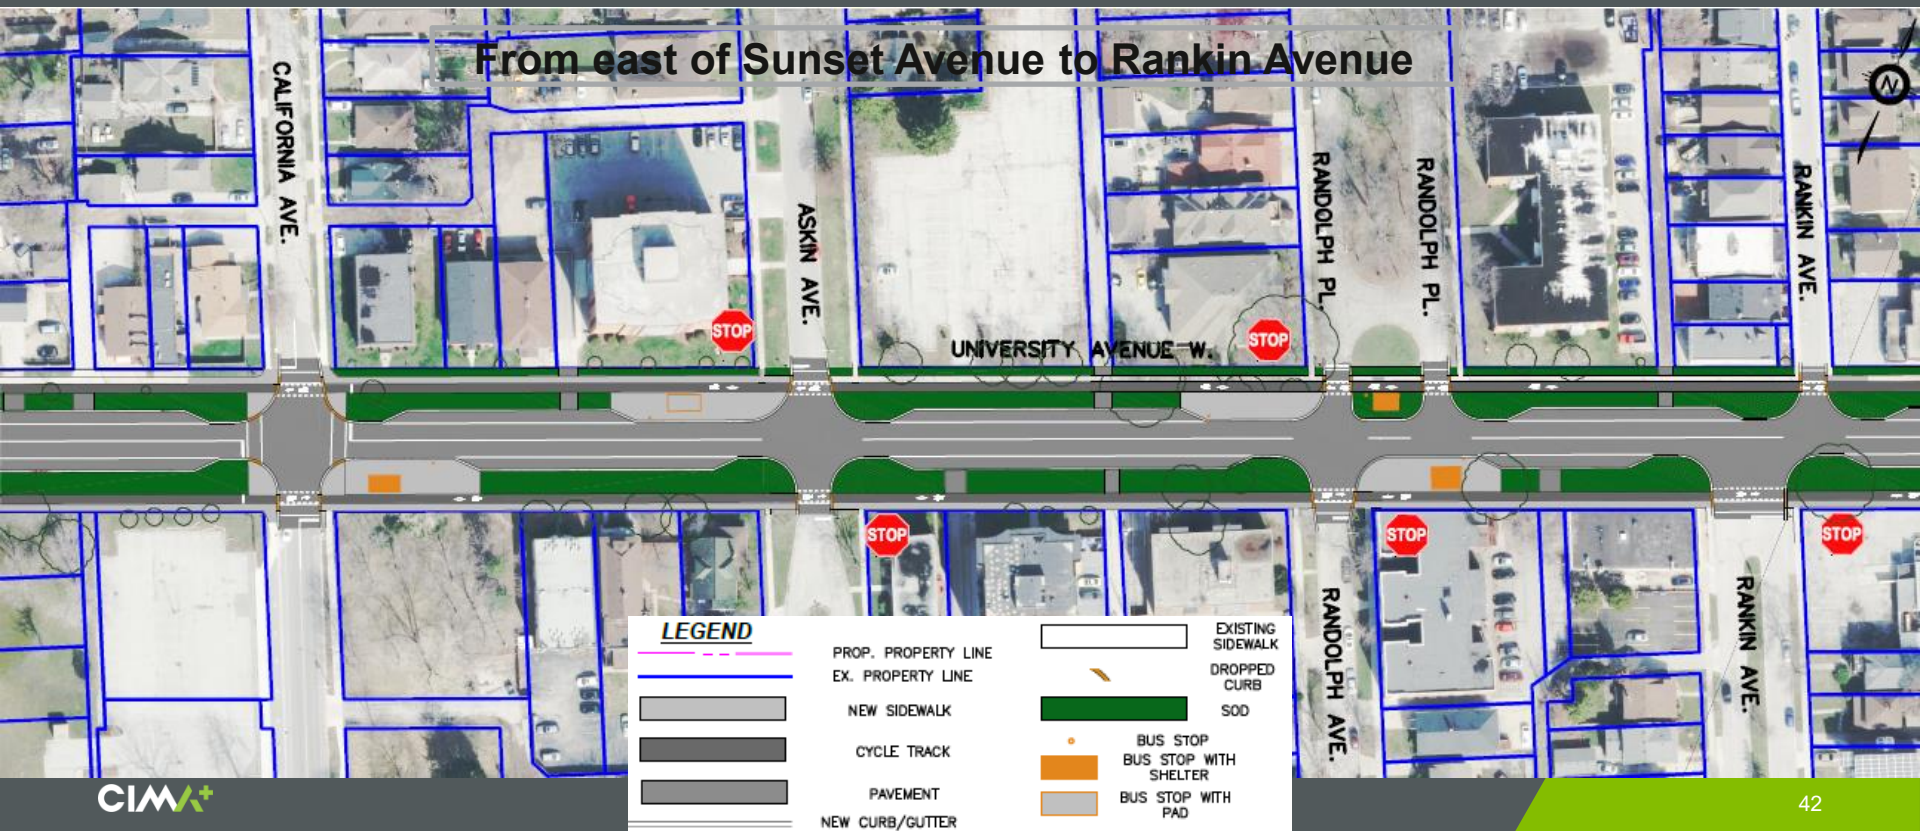 From east of Sunset Avenue to Rankin Avenue
N
CALIFORNIA AVE.
ASKIN AVE.
RANDOLPH PL.
RANDOLPH PL.
RANKIN AVE.
STOP
UNIVERSITY AVENUE W.
STOP
STOP
STOP
STOP
RANDOLPH AVE.
RANKIN AVE.
LEGEND
PROP. PROPERTY LINE
EX. PROPERTY LINE
NEW SIDEWALK
CYCLE TRACK
PAVEMENT
NEW CURB/GUTTER
EXISTING
SIDEWALK
DROPPED
CURB
SOD
BUS STOP
BUS STOP WITH
SHELTER
BUS STOP WITH
PAD
CIMA+
42